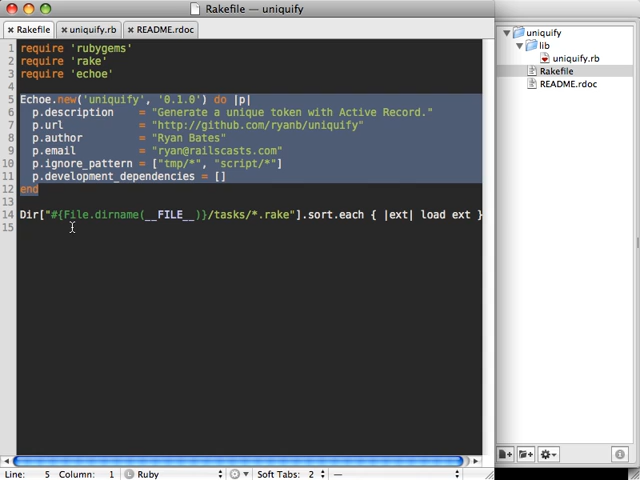 Rakefile — uniquify
× Rakefile × uniquify.rb × README.rdoc
1 require 'rubygems'
2 require 'rake'
3 require 'echoe'
4
5 Echoe.new('uniquify', '0.1.0') do |p|
6 p.description = "Generate a unique token with Active Record."
7 p.url = "http://github.com/ryanb/uniquify"
8 p.author = "Ryan Bates"
9 p.email = "ryan@railscasts.com"
10 p.ignore_pattern = ["tmp/*", "script/*"]
11 p.development_dependencies = []
12 end
13
14 Dir["#{File.dirname(__FILE__)}/tasks/*.rake"].sort.each { |ext| load ext }
15
Line: 5 Column: 1 L Ruby Soft Tabs: 2 —
uniquify
lib
uniquify.rb
Rakefile
README.rdoc